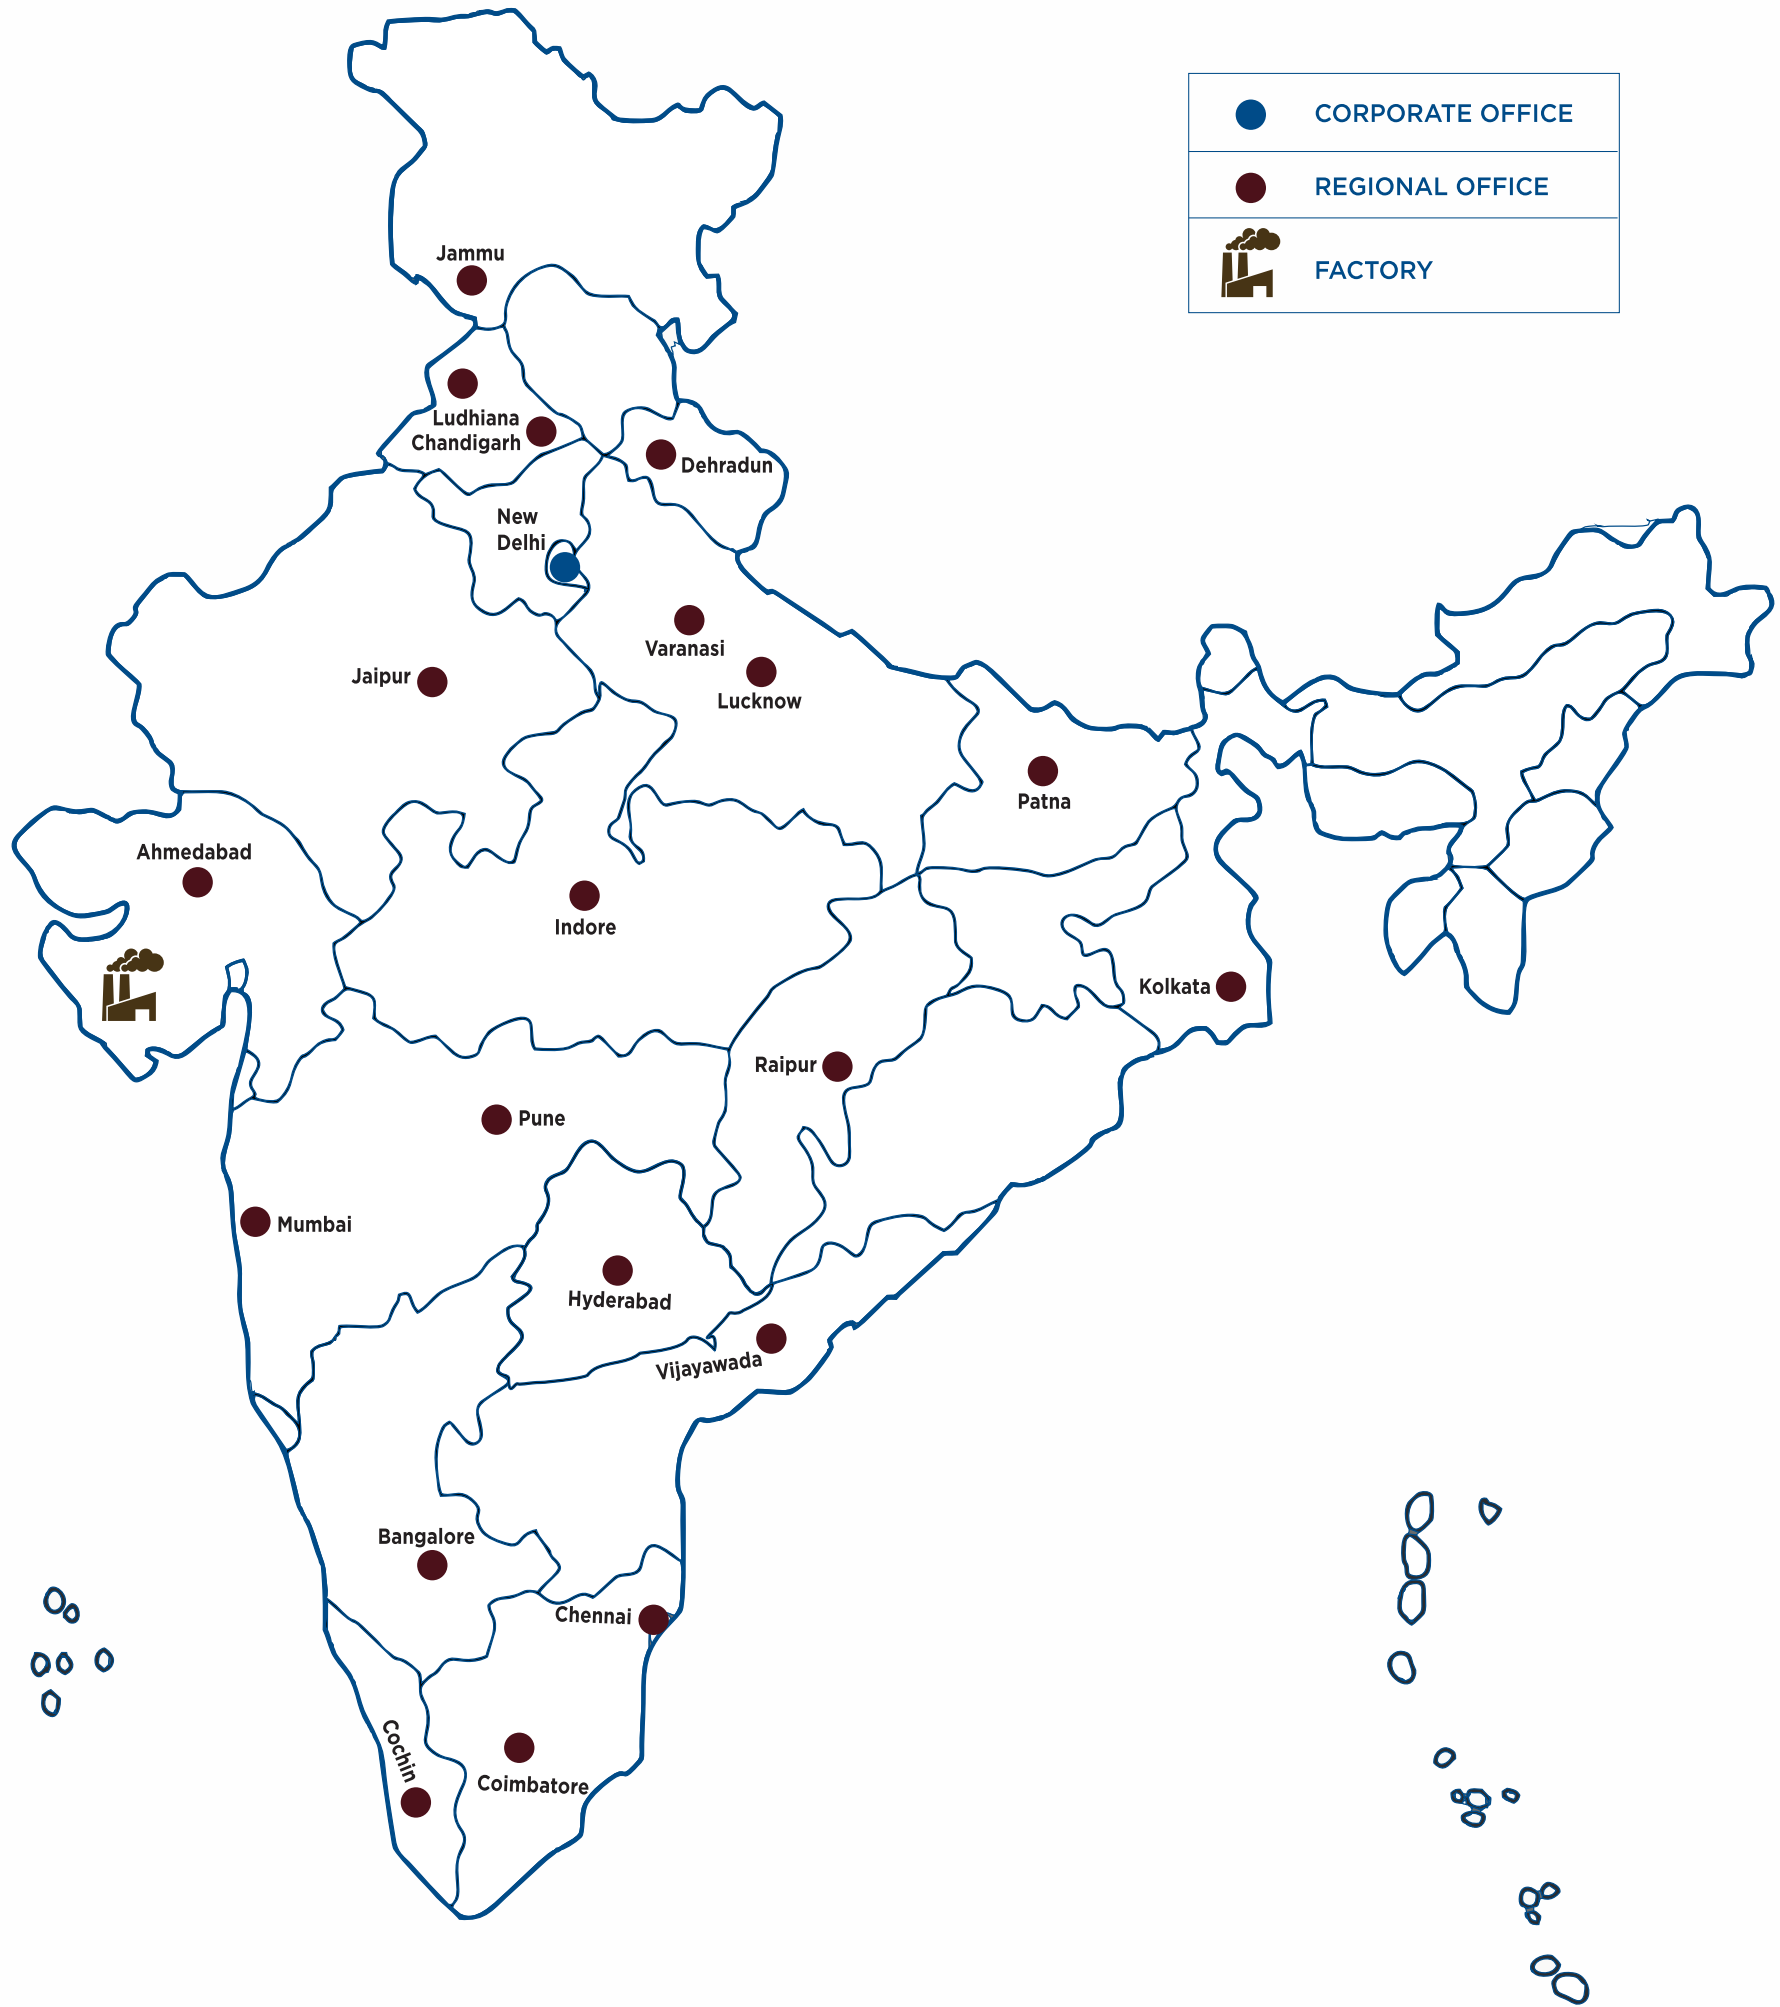 CORPORATE OFFICE
REGIONAL OFFICE
FACTORY
Jammu
Ludhiana
Chandigarh
Dehradun
New
Delhi
Varanasi
Jaipur
Lucknow
Patna
Ahmedabad
Indore
Kolkata
Raipur
Pune
Mumbai
Hyderabad
Vijayawada
Bangalore
Chennai
Cochin
Coimbatore